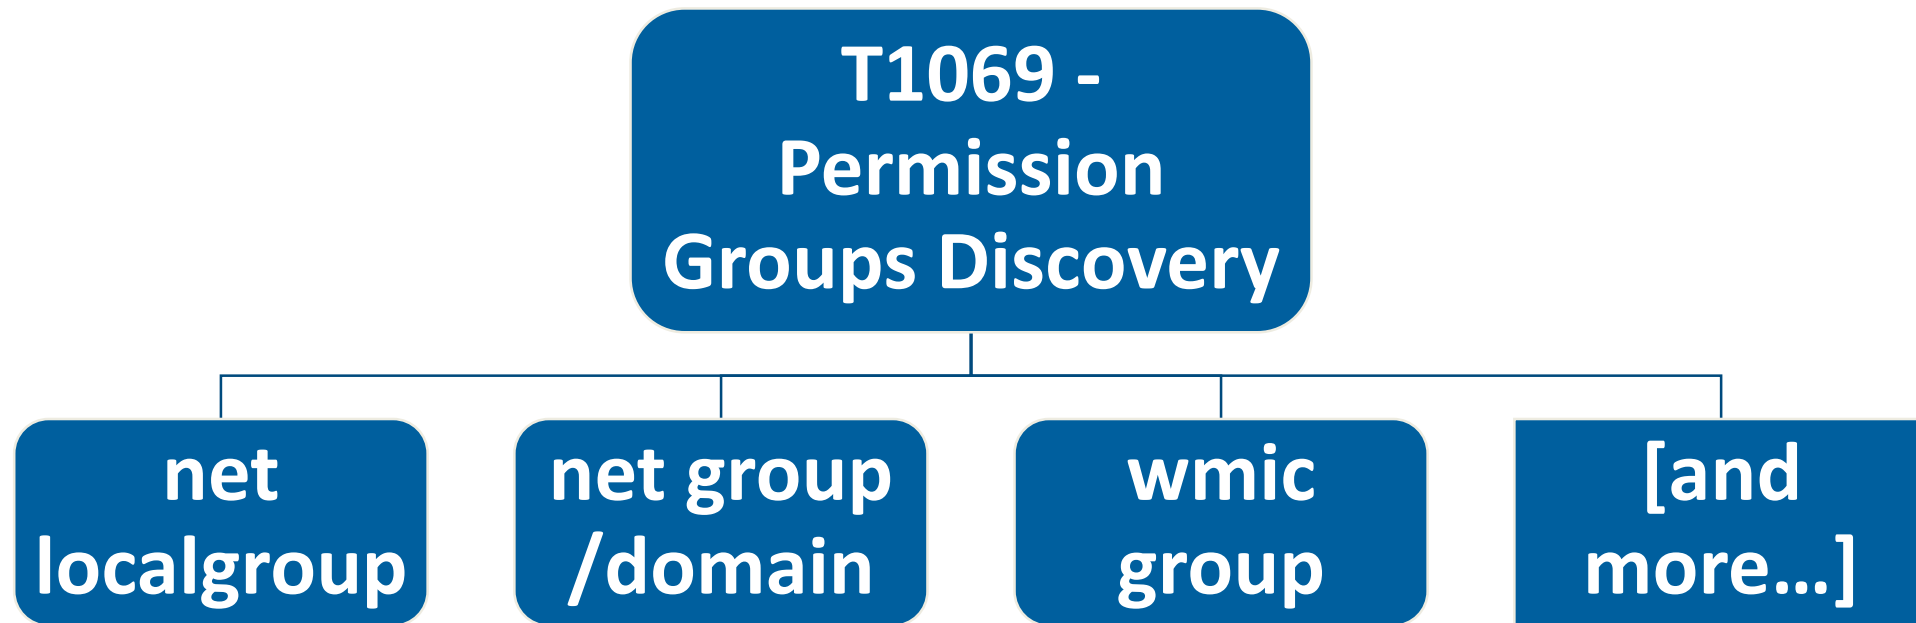 T1069 -
Permission
Groups Discovery
net
localgroup
net group
/domain
wmic
group
[and
more…]